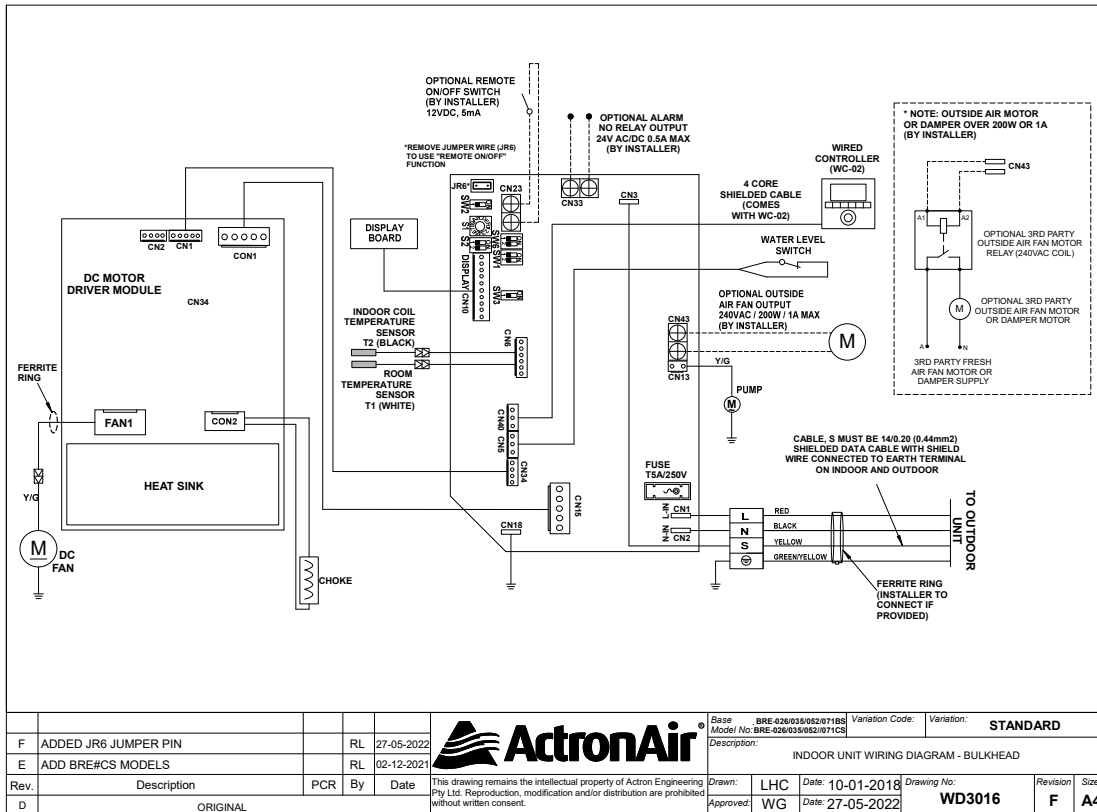 OPTIONAL REMOTE
ON/OFF SWITCH
(BY INSTALLER)
12VDC, 5mA
*REMOVE JUMPER WIRE (JR6)
TO USE "REMOTE ON/OFF"
FUNCTION
OPTIONAL ALARM
NO RELAY OUTPUT
24V AC/DC 0.5A MAX
(BY INSTALLER)
* NOTE: OUTSIDE AIR MOTOR
OR DAMPER OVER 200W OR 1A
(BY INSTALLER)
CN43
A1
A2
OPTIONAL 3RD PARTY
OUTSIDE AIR FAN MOTOR
RELAY (240VAC COIL)
M
OPTIONAL 3RD PARTY
OUTSIDE AIR FAN MOTOR
OR DAMPER MOTOR
A
N
3RD PARTY FRESH
AIR FAN MOTOR OR
DAMPER SUPPLY
WIRED
CONTROLLER
(WC-02)
4 CORE
SHIELDED CABLE
(COMES
WITH WC-02)
WATER LEVEL
SWITCH
JR6*
CN23
CN33
CN3
SW2
ON
S1
S2
ON
SW6
ON
SW1
ON
SW3
ON
DISPLAY CN10
DISPLAY
BOARD
CN2
CN1
CON1
DC MOTOR
DRIVER MODULE
CN34
INDOOR COIL
TEMPERATURE
SENSOR
T2 (BLACK)
ROOM
TEMPERATURE
SENSOR
T1 (WHITE)
CN6
OPTIONAL OUTSIDE
AIR FAN OUTPUT
240VAC / 200W / 1A MAX
(BY INSTALLER)
CN43
CN13
M
Y/G
PUMP
M
FERRITE
RING
FAN1
CON2
HEAT SINK
Y/G
M
DC
FAN
CHOKE
CN40
CN5
CN34
CN15
CN18
CABLE, S MUST BE 14/0.20 (0.44mm2)
SHIELDED DATA CABLE WITH SHIELD
WIRE CONNECTED TO EARTH TERMINAL
ON INDOOR AND OUTDOOR
FUSE
T5A/250V
L-IN
CN1
N-IN
CN2
L
N
S
RED
BLACK
YELLOW
GREEN/YELLOW
TO OUTDOOR
UNIT
FERRITE RING
(INSTALLER TO
CONNECT IF
PROVIDED)
F ADDED JR6 JUMPER PIN RL 27-05-2022
E ADD BRE#CS MODELS RL 02-12-2021
Rev. Description PCR By Date
D ORIGINAL
ActronAir®
This drawing remains the intellectual property of Actron Engineering
Pty Ltd. Reproduction, modification and/or distribution are prohibited
without written consent.
Base
Model No:
BRE-026/035/052/071BS
BRE-026/035/052/071CS
Variation Code:
Variation: STANDARD
Description:
INDOOR UNIT WIRING DIAGRAM - BULKHEAD
Drawn: LHC Date: 10-01-2018
Approved: WG Date: 27-05-2022
Drawing No:
WD3016
Revision
F
Size
A4